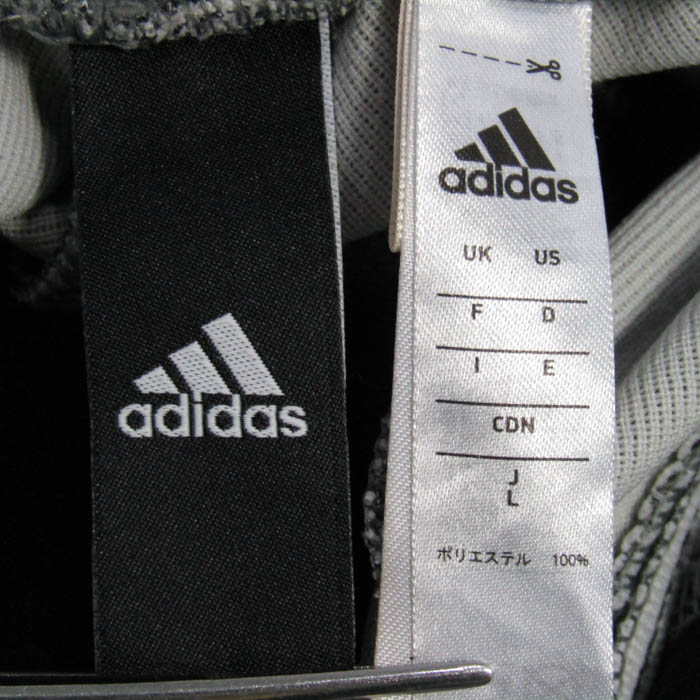 adidas
adidas
UK US
F D
I E
CDN
J
L
ポリエステル 100%